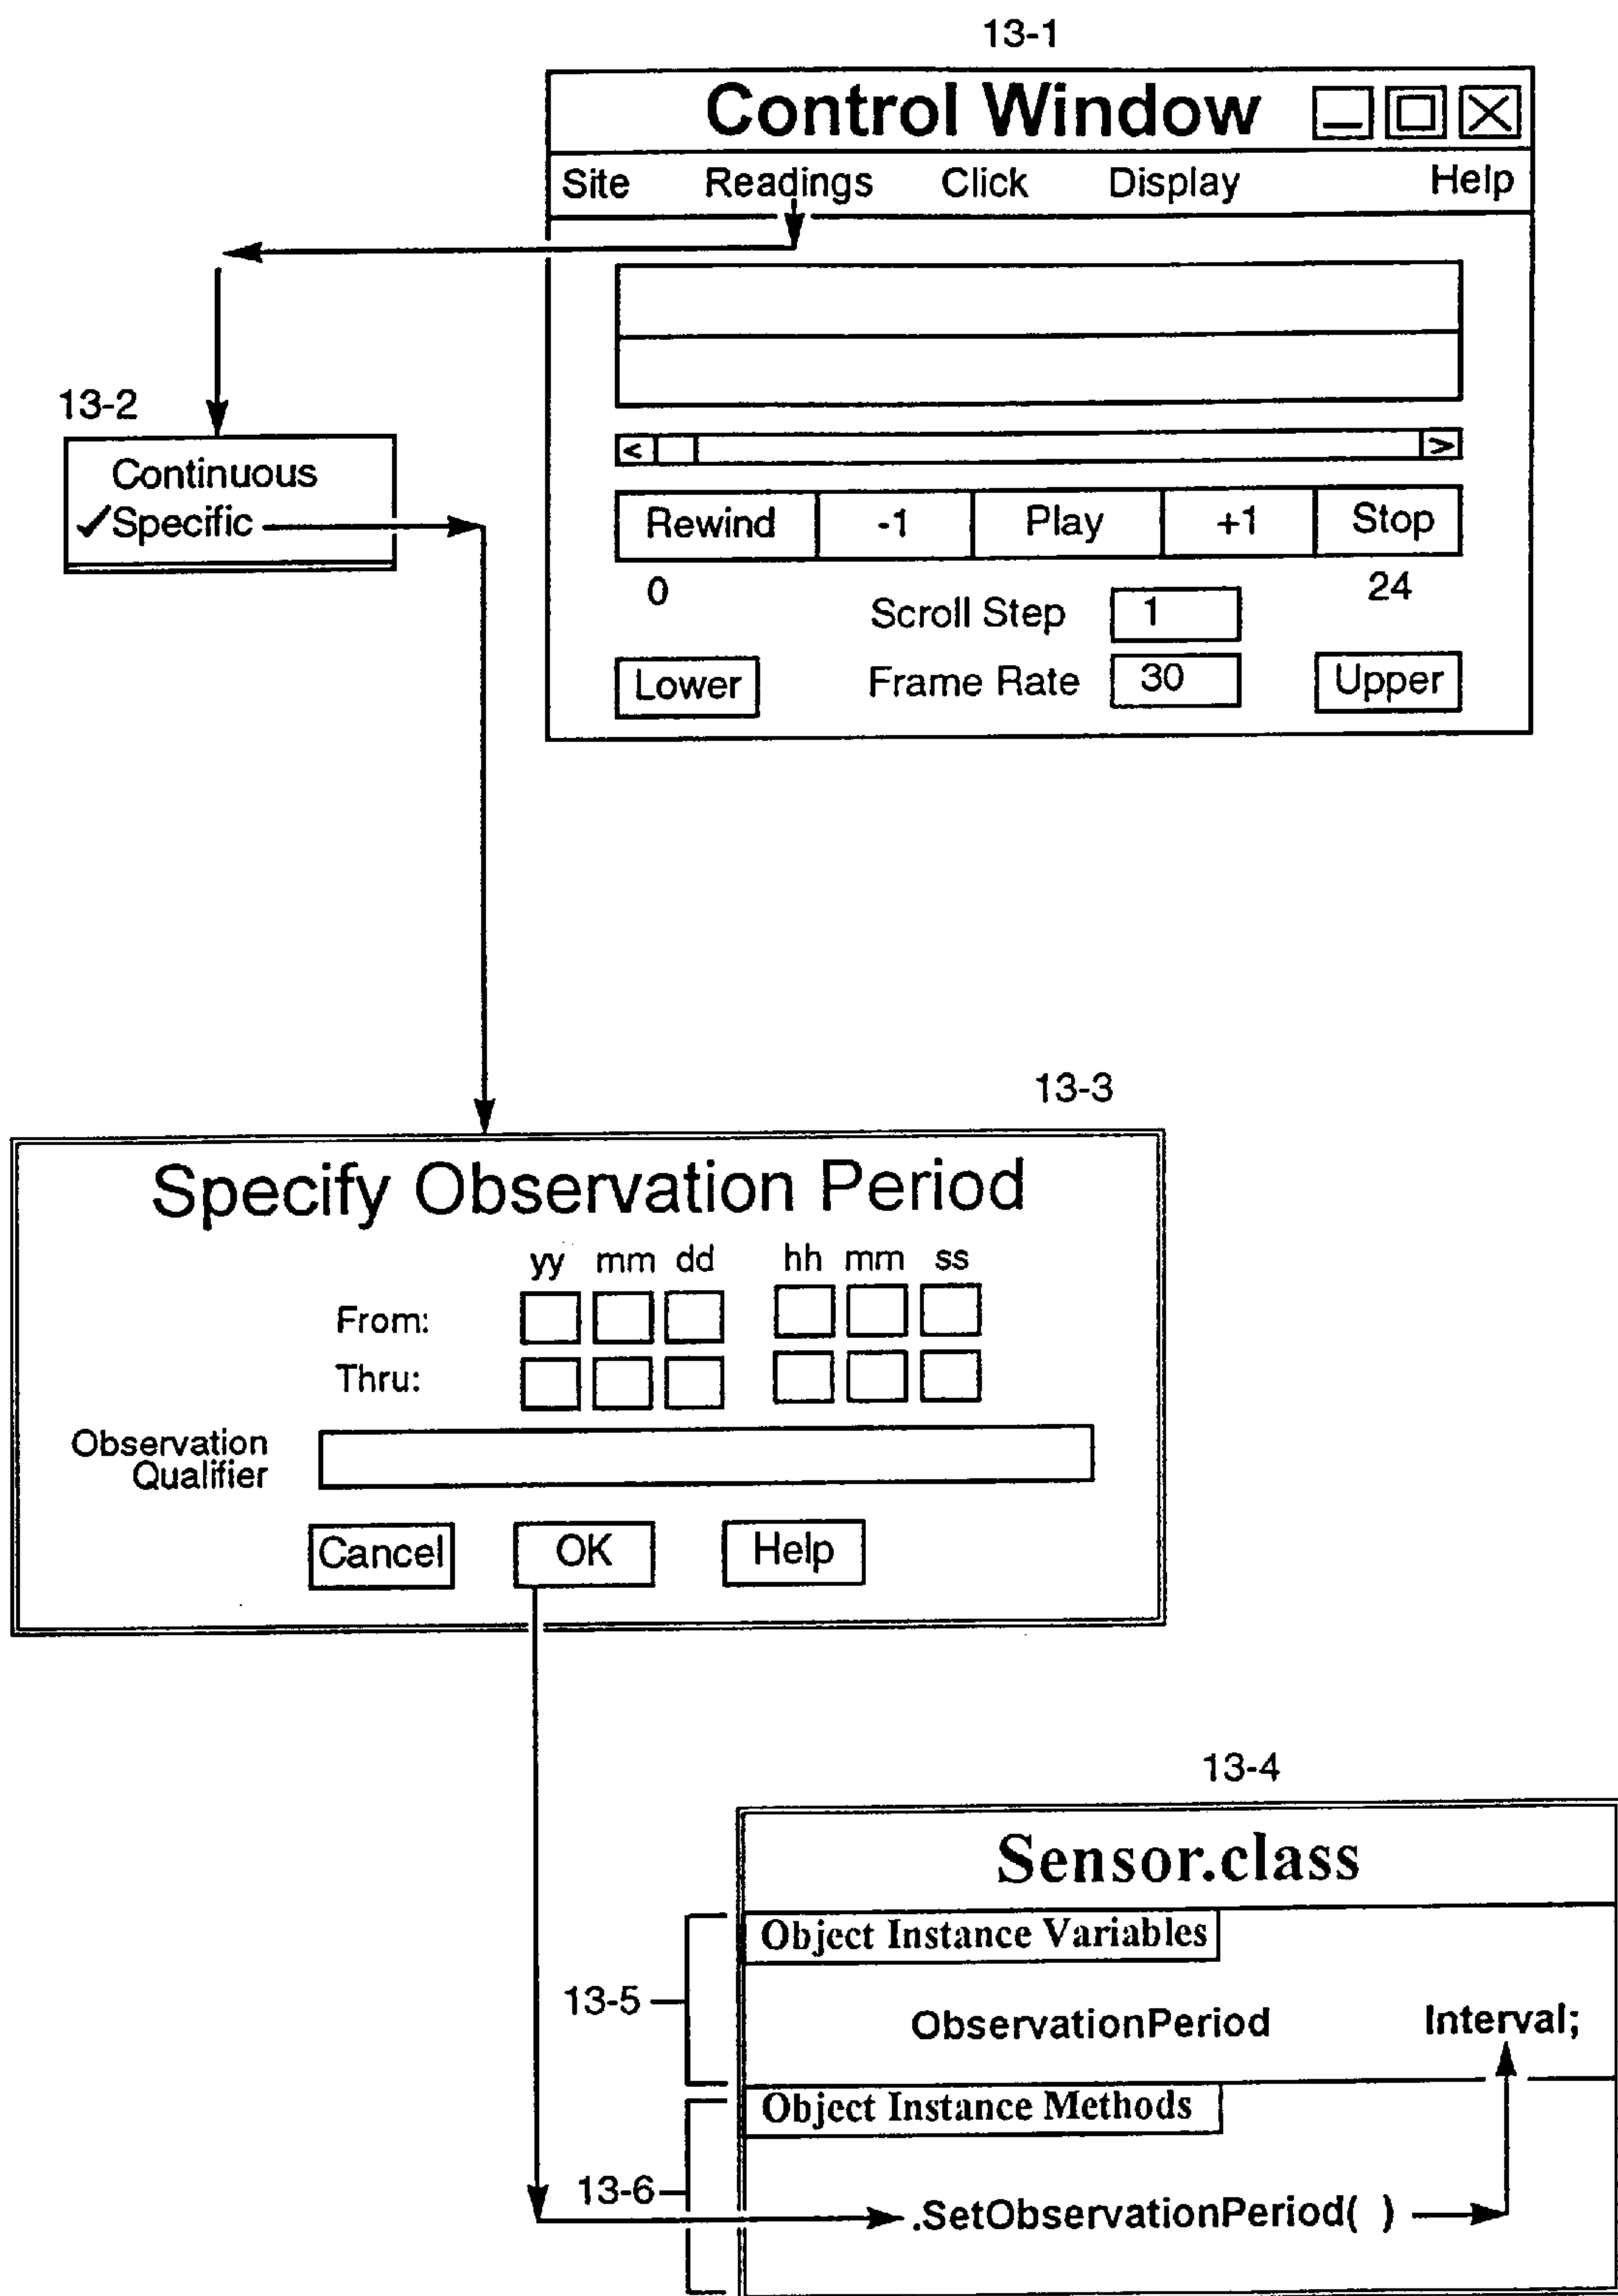 13-1
Control Window
Site Readings Click Display Help
< >
Rewind -1 Play +1 Stop
0 24
Scroll Step 1
Lower Frame Rate 30 Upper
13-2
Continuous
✓Specific
13-3
Specify Observation Period
yy mm dd hh mm ss
From:
Thru:
Observation
Qualifier
Cancel OK Help
13-4
Sensor.class
Object Instance Variables
13-5
ObservationPeriod Interval;
Object Instance Methods
13-6
.SetObservationPeriod( )